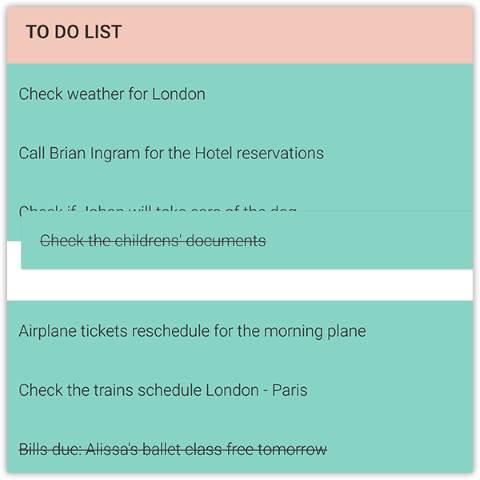 TO DO LIST
Check weather for London
Call Brian Ingram for the Hotel reservations
Check if Johan will take care of the dog
Check the childrens' documents
Airplane tickets reschedule for the morning plane
Check the trains schedule London - Paris
Bills due: Alissa's ballet class free tomorrow